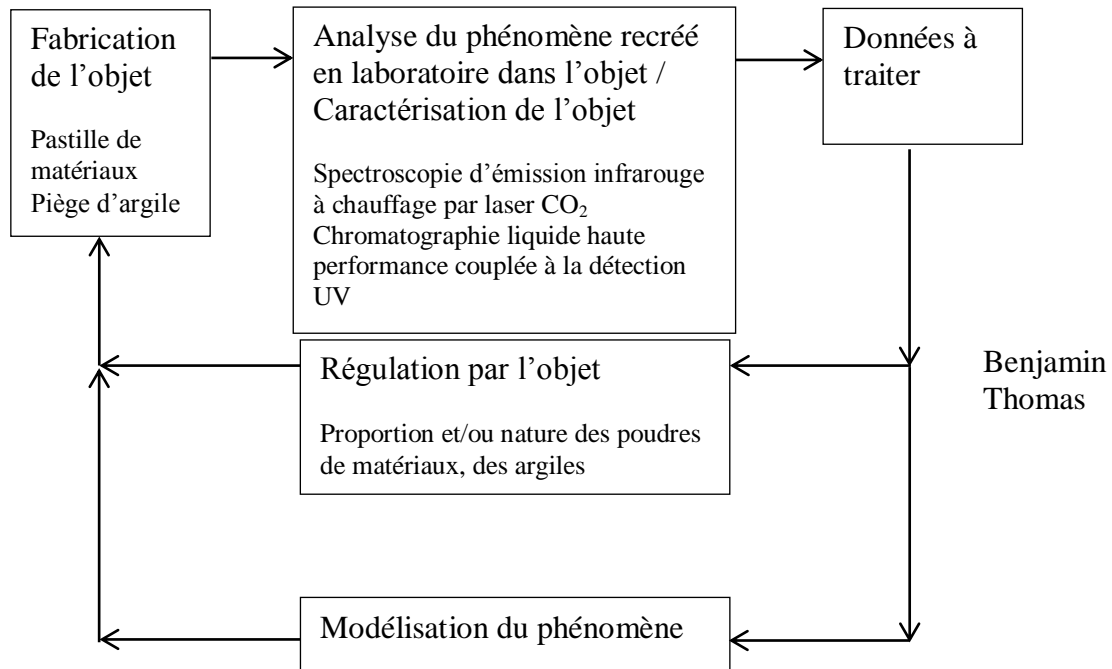 Fabrication
de l’objet
Pastille de
matériaux
Piège d’argile
Analyse du phénomène recréé
en laboratoire dans l’objet /
Caractérisation de l’objet
Spectroscopie d’émission infrarouge
à chauffage par laser CO₂
Chromatographie liquide haute
performance couplée à la détection
UV
Données à
traiter
Régulation par l’objet
Proportion et/ou nature des poudres
de matériaux, des argiles
Benjamin
Thomas
Modélisation du phénomène